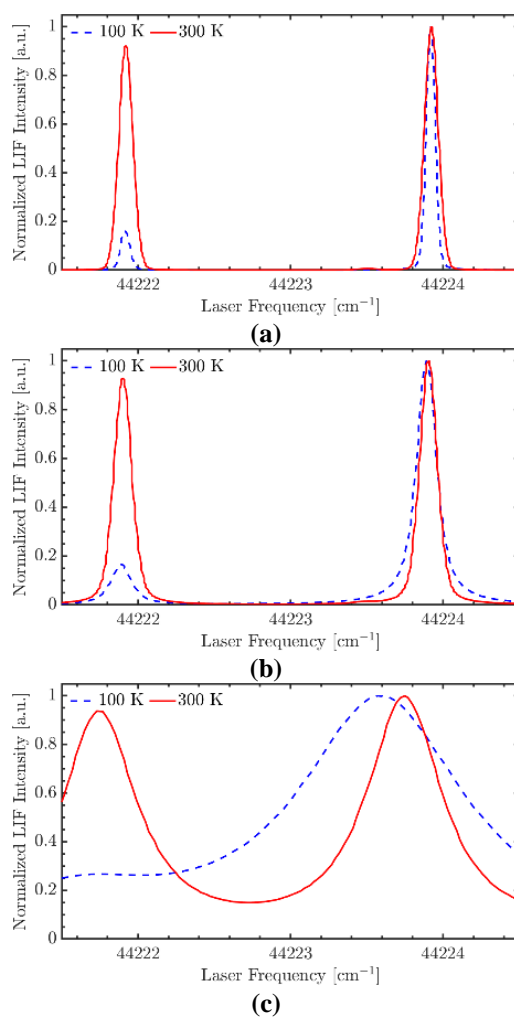 100 K 300 K
Normalized LIF Intensity [a.u.]
1
0.8
0.6
0.4
0.2
0
44222 44223 44224
Laser Frequency [cm⁻¹]
(a)
100 K 300 K
Normalized LIF Intensity [a.u.]
1
0.8
0.6
0.4
0.2
0
44222 44223 44224
Laser Frequency [cm⁻¹]
(b)
100 K 300 K
Normalized LIF Intensity [a.u.]
1
0.8
0.6
0.4
0.2
0
44222 44223 44224
Laser Frequency [cm⁻¹]
(c)